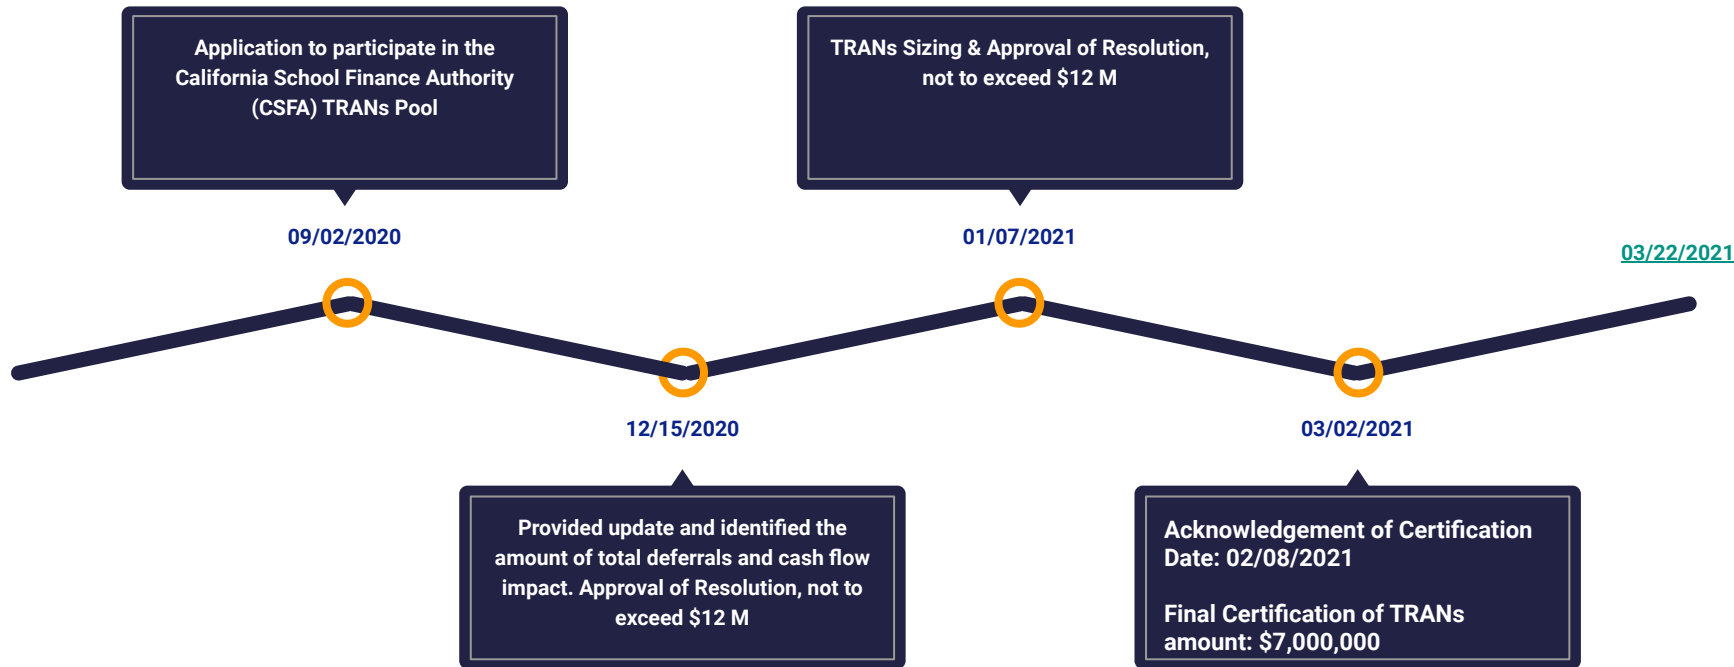 Application to participate in the
California School Finance Authority
(CSFA) TRANs Pool
09/02/2020
TRANs Sizing & Approval of Resolution,
not to exceed $12 M
01/07/2021
03/22/2021
12/15/2020
Provided update and identified the
amount of total deferrals and cash flow
impact. Approval of Resolution, not to
exceed $12 M
03/02/2021
Acknowledgement of Certification
Date: 02/08/2021
Final Certification of TRANs
amount: $7,000,000